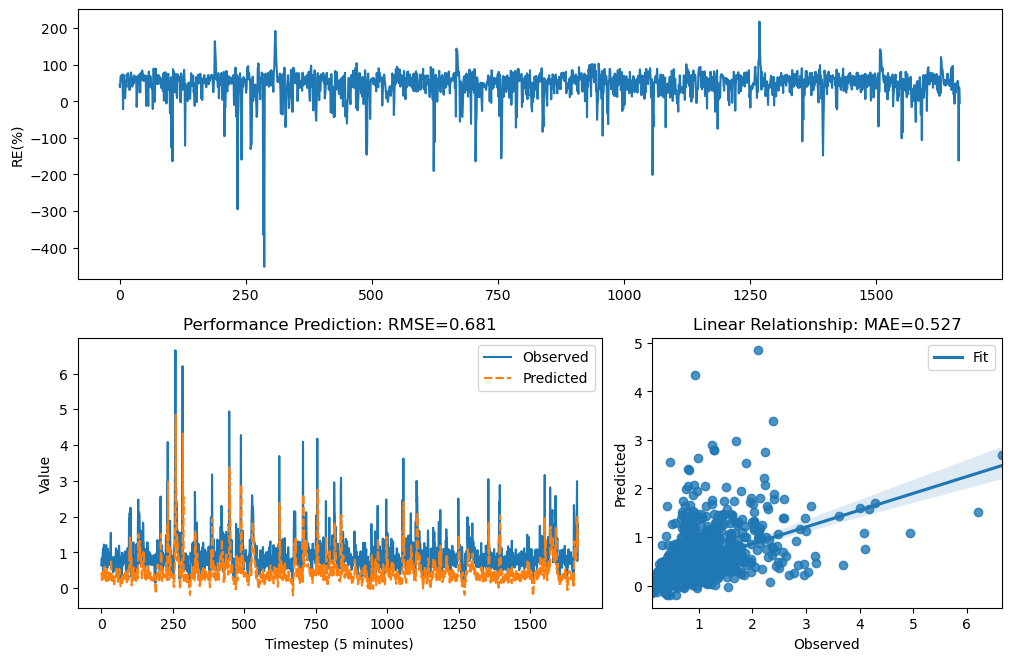 200
100
0
−100
−200
−300
−400
RE(%)
0 250 500 750 1000 1250 1500
Performance Prediction: RMSE=0.681
Observed
Predicted
6
5
4
3
2
1
0
Value
0 250 500 750 1000 1250 1500
Timestep (5 minutes)
Linear Relationship: MAE=0.527
Fit
5
4
3
2
1
0
Predicted
1 2 3 4 5 6
Observed